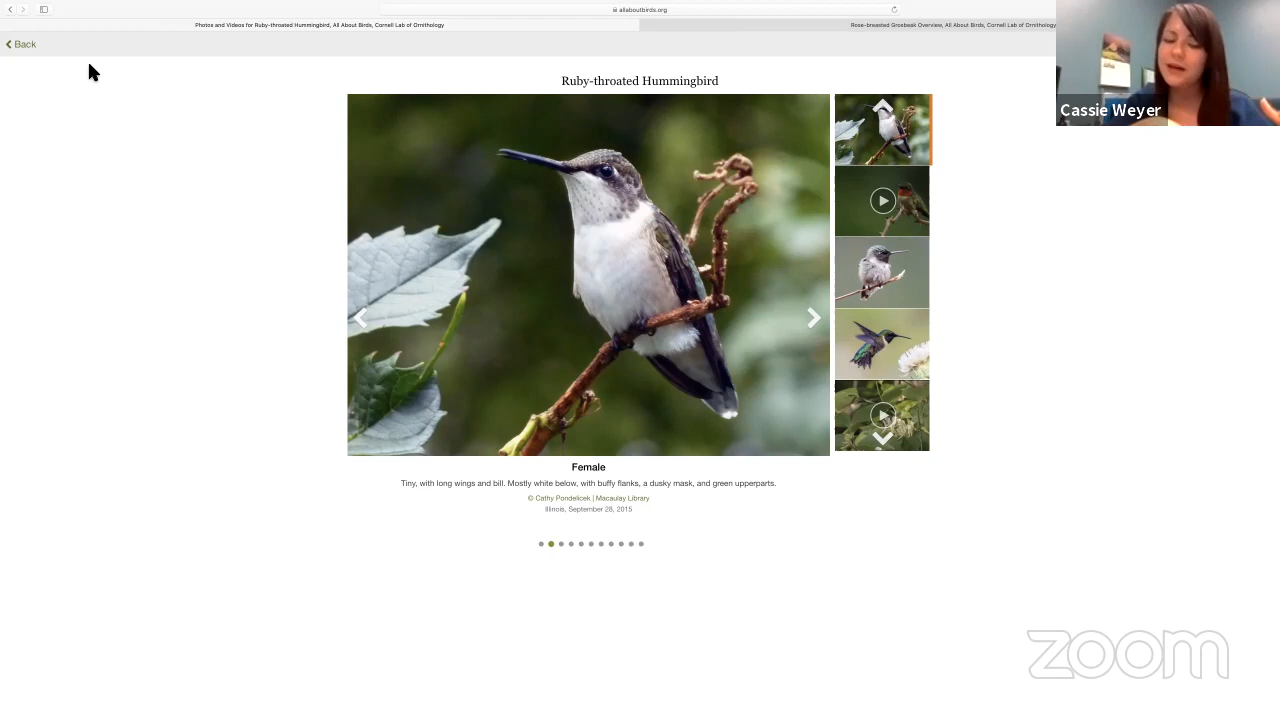 allaboutbirds.org
Photos and Videos for Ruby-throated Hummingbird, All About Birds, Cornell Lab of Ornithology
Rose-breasted Grosbeak Overview, All About Birds, Cornell Lab of Ornithology
Back
Cassie Weyer
Ruby-throated Hummingbird
Female
Tiny, with long wings and bill. Mostly white below, with buffy flanks, a dusky mask, and green upperparts.
© Cathy Pondelicek | Macaulay Library
Illinois, September 28, 2015
zoom